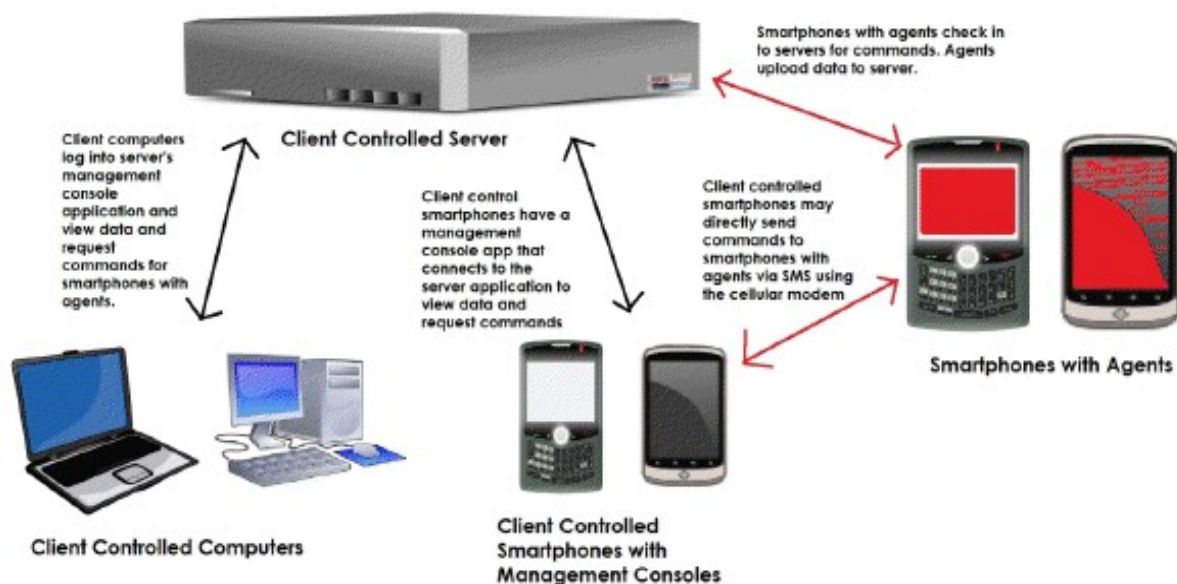 Smartphones with agents check in
to servers for commands. Agents
upload data to server.
Client Controlled Server
Client computers
log into server's
management
console
application and
view data and
request
commands for
smartphones with
agents.
Client control
smartphones have a
management
console app that
connects to the
server application to
view data and
request commands
Client controlled
smartphones may
directly send
commands to
smartphones with
agents via SMS using
the cellular modem
Smartphones with Agents
Client Controlled Computers
Client Controlled
Smartphones with
Management Consoles